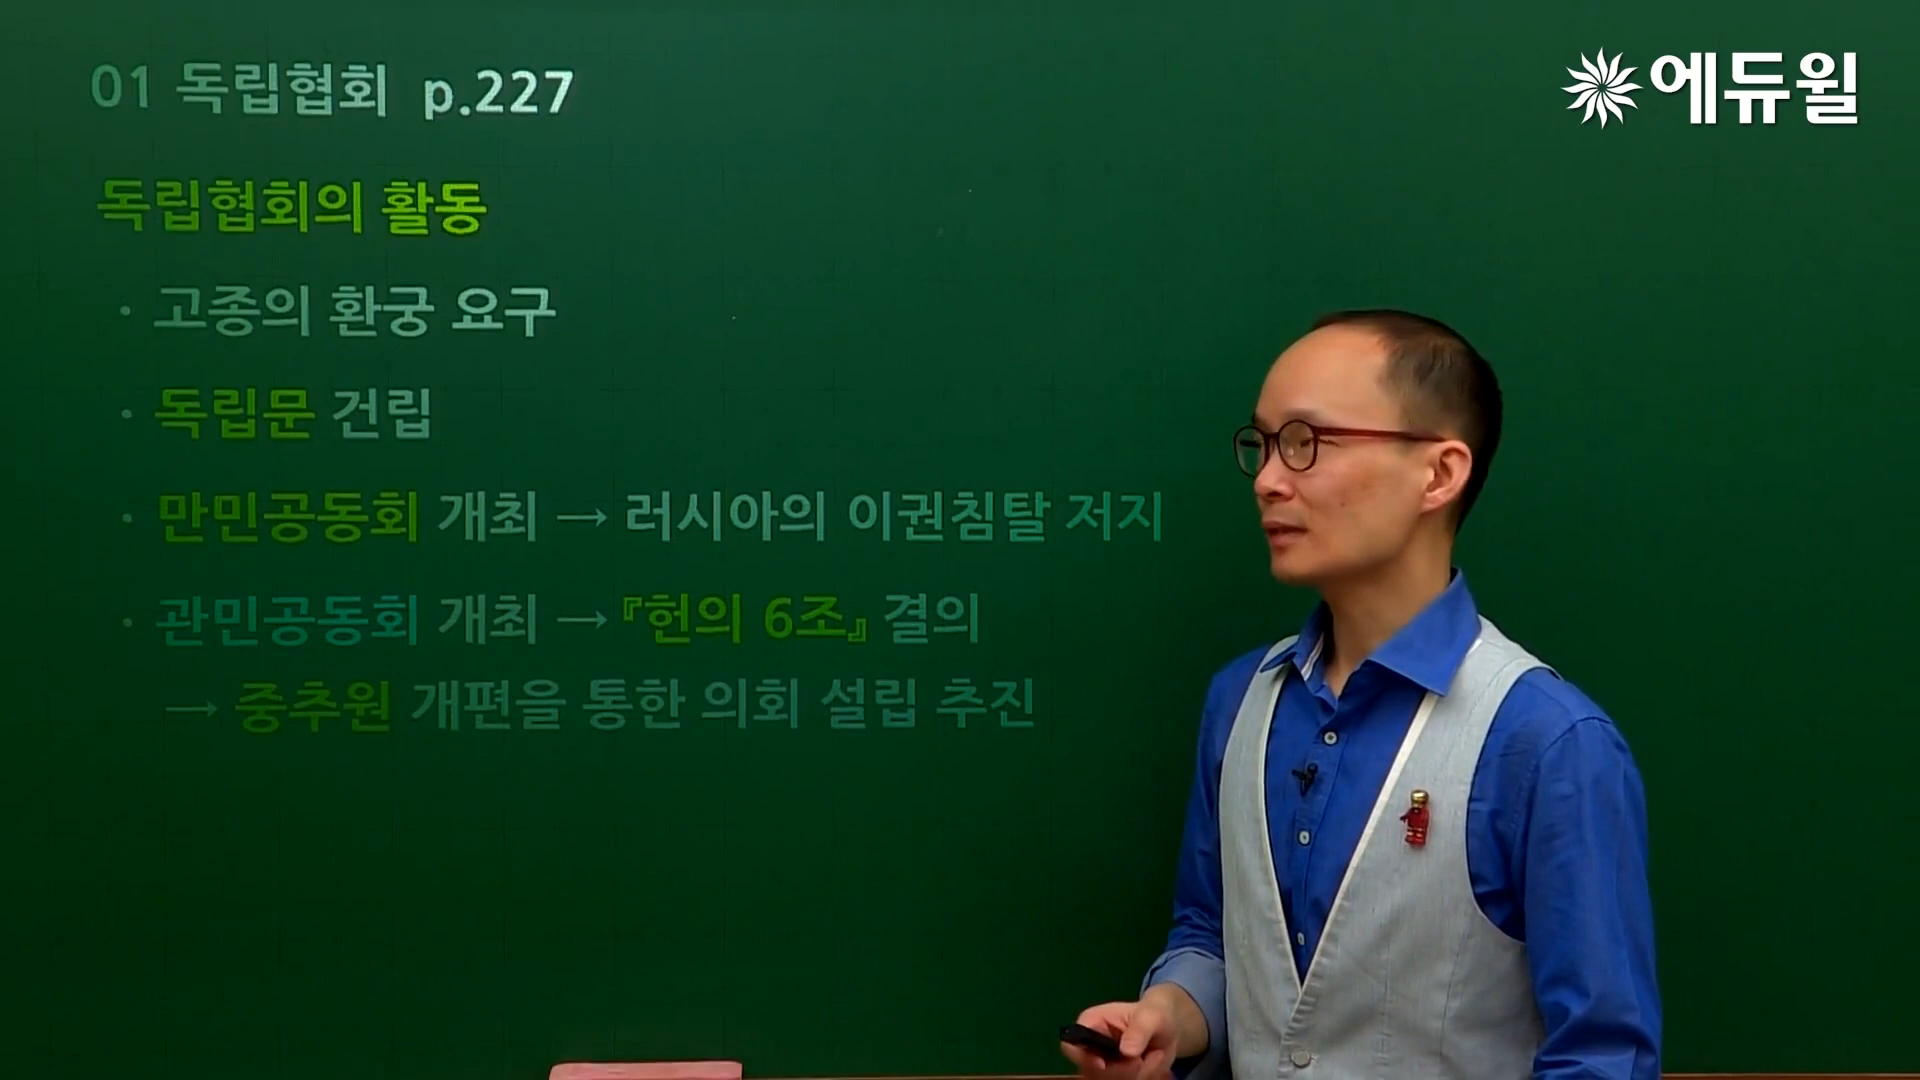 01 독립협회 p.227
에듀윌
독립협회의 활동
· 고종의 환궁 요구
· 독립문 건립
· 만민공동회 개최 → 러시아의 이권침탈 저지
· 관민공동회 개최 → 『헌의 6조』 결의
→ 중추원 개편을 통한 의회 설립 추진